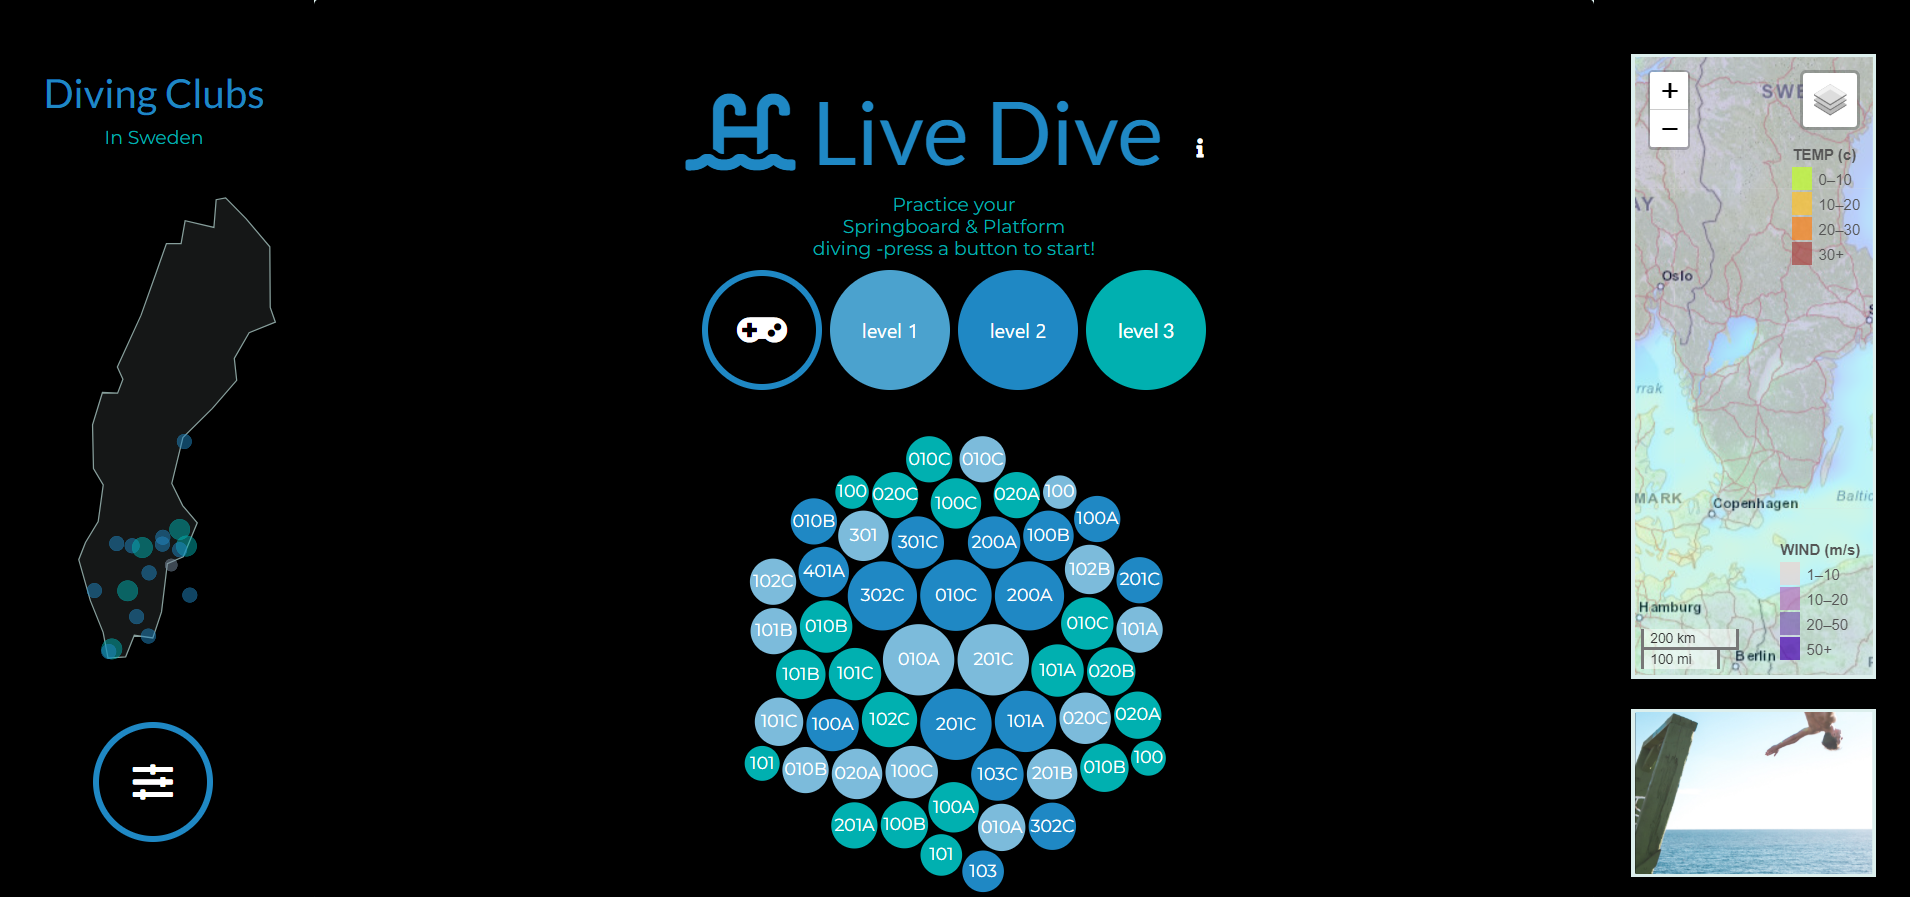 Diving Clubs
In Sweden
Live Dive
i
Practice your
Springboard & Platform
diving -press a button to start!
level 1
level 2
level 3
010C
010C
100
020C
100C
020A
100
010B
301
301C
200A
100B
100A
102C
401A
302C
010C
200A
102B
201C
101B
010B
010C
101A
010A
201C
101B
101C
101A
020B
101C
100A
102C
201C
101A
020C
020A
101
010B
020A
100C
103C
201B
010B
100
201A
100B
100A
010A
302C
101
103
+
−
SWE
TEMP (c)
0–10
10–20
20–30
30+
AY
Oslo
S
rrak
MARK
Copenhagen
Baltic
WIND (m/s)
1–10
10–20
20–50
50+
Hamburg
200 km
100 mi
Berlin